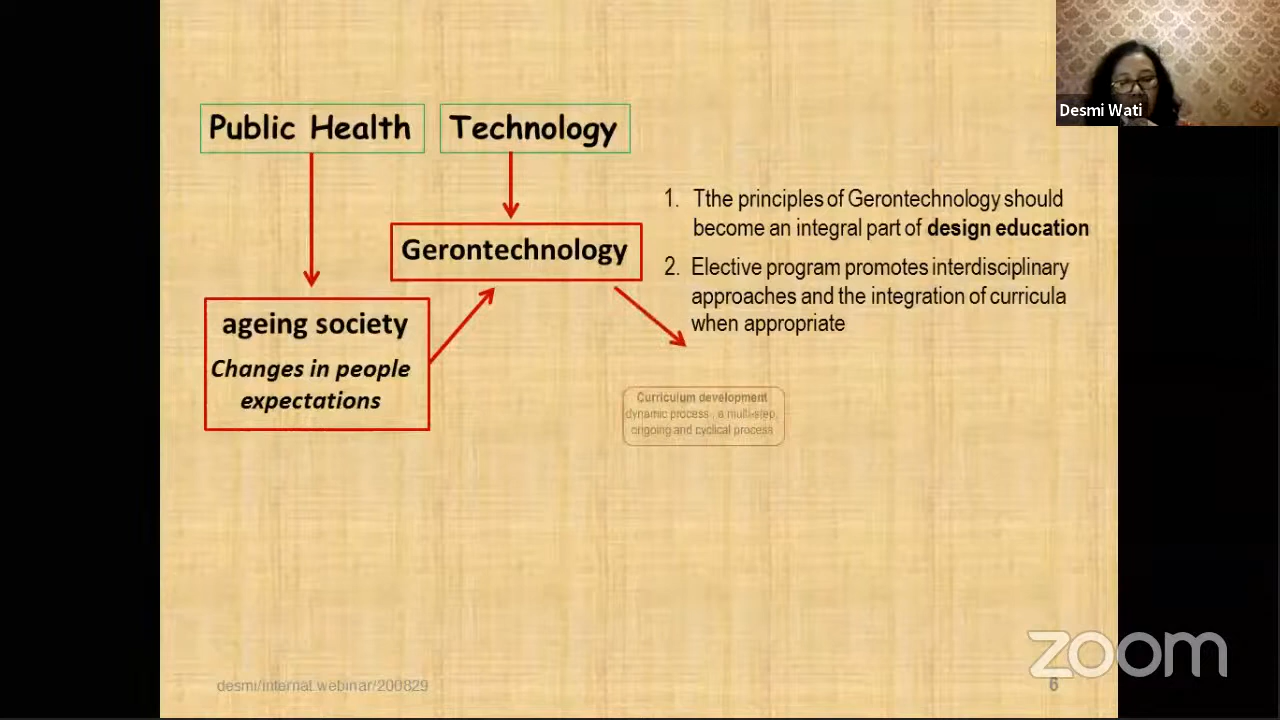 Desmi Wati
Public Health
Technology
Gerontechnology
ageing society
Changes in people
expectations
1. Tthe principles of Gerontechnology should
become an integral part of design education
2. Elective program promotes interdisciplinary
approaches and the integration of curricula
when appropriate
Curriculum development
dynamic process , a multi-step,
ongoing and cyclical process
zoom
desmi/internat.webinar/200829
6